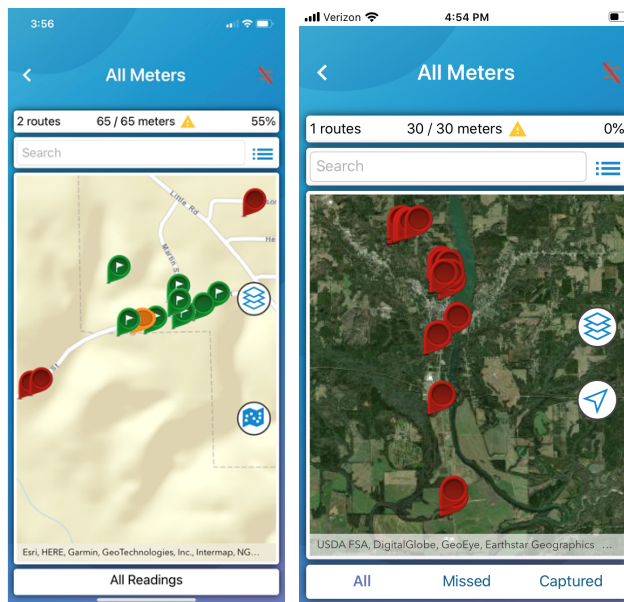 3:56
All Meters
2 routes 65 / 65 meters 55%
Search
Little Rd
Martin S
He
Esri, HERE, Garmin, GeoTechnologies, Inc., Intermap, NG...
All Readings
Verizon 4:54 PM
All Meters
1 routes 30 / 30 meters 0%
Search
USDA FSA, DigitalGlobe, GeoEye, Earthstar Geographics ...
All Missed Captured